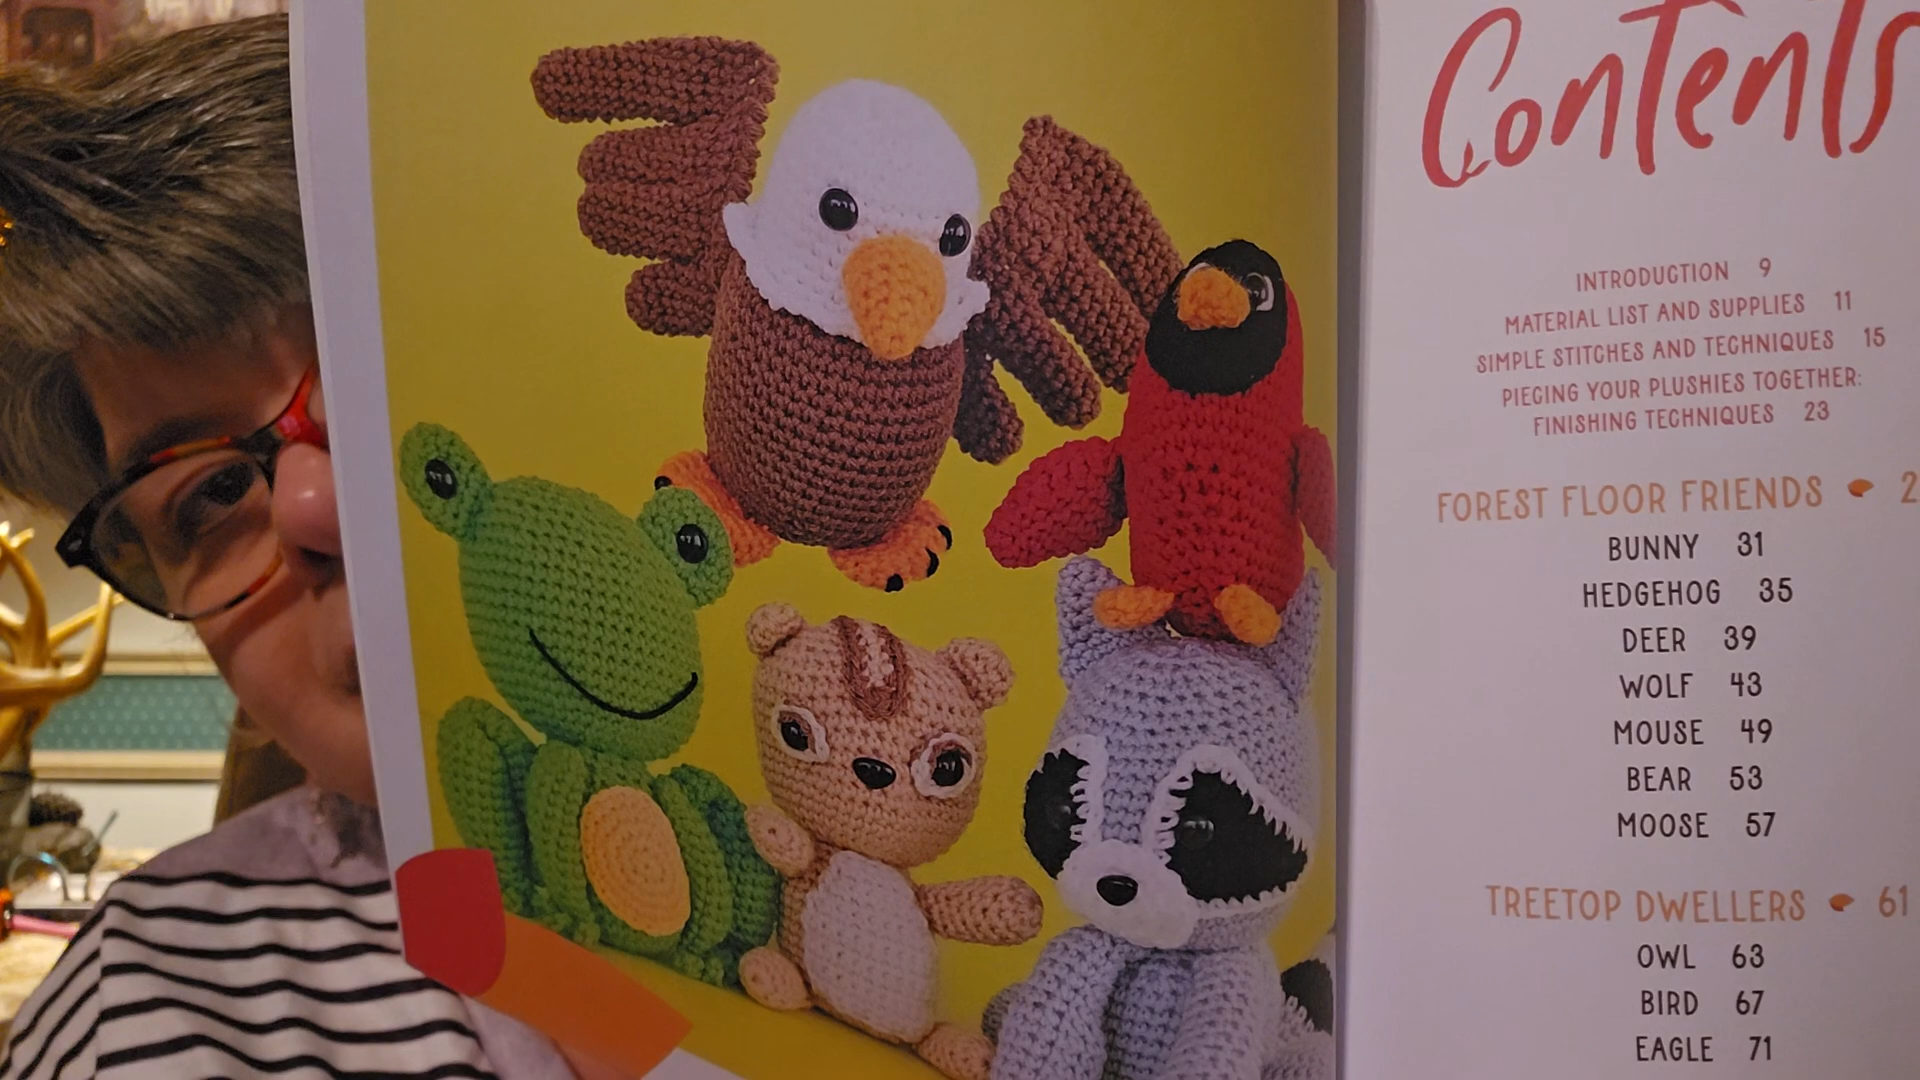 Contents
INTRODUCTION 9
MATERIAL LIST AND SUPPLIES 11
SIMPLE STITCHES AND TECHNIQUES 15
PIECING YOUR PLUSHIES TOGETHER:
FINISHING TECHNIQUES 23
FOREST FLOOR FRIENDS 2
BUNNY 31
HEDGEHOG 35
DEER 39
WOLF 43
MOUSE 49
BEAR 53
MOOSE 57
TREETOP DWELLERS 61
OWL 63
BIRD 67
EAGLE 71